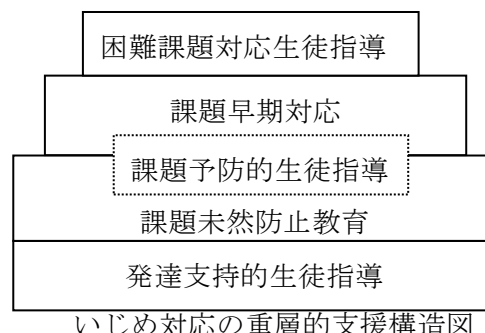 困難課題対応生徒指導
課題早期対応
課題予防的生徒指導
課題未然防止教育
発達支持的生徒指導
いじめ対応の重層的支援構造図